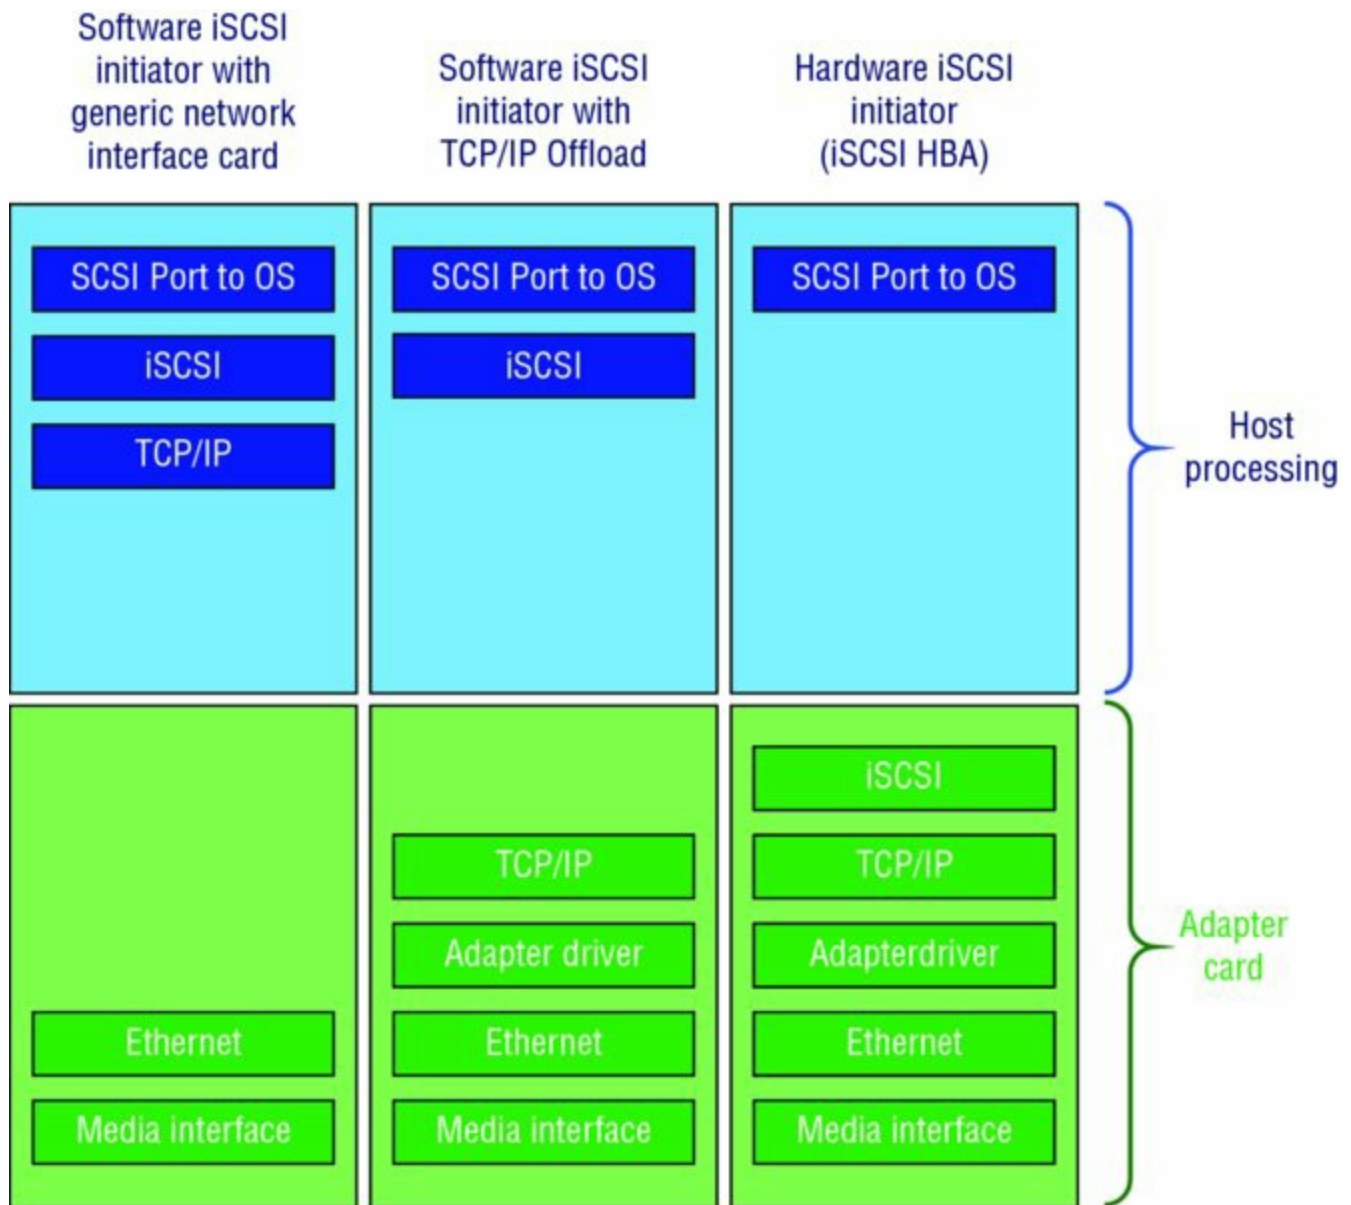 Software iSCSI
initiator with
generic network
interface card
Software iSCSI
initiator with
TCP/IP Offload
Hardware iSCSI
initiator
(iSCSI HBA)
SCSI Port to OS
iSCSI
TCP/IP
SCSI Port to OS
iSCSI
SCSI Port to OS
Host
processing
Ethernet
Media interface
TCP/IP
Adapter driver
Ethernet
Media interface
iSCSI
TCP/IP
Adapterdriver
Ethernet
Media interface
Adapter
card